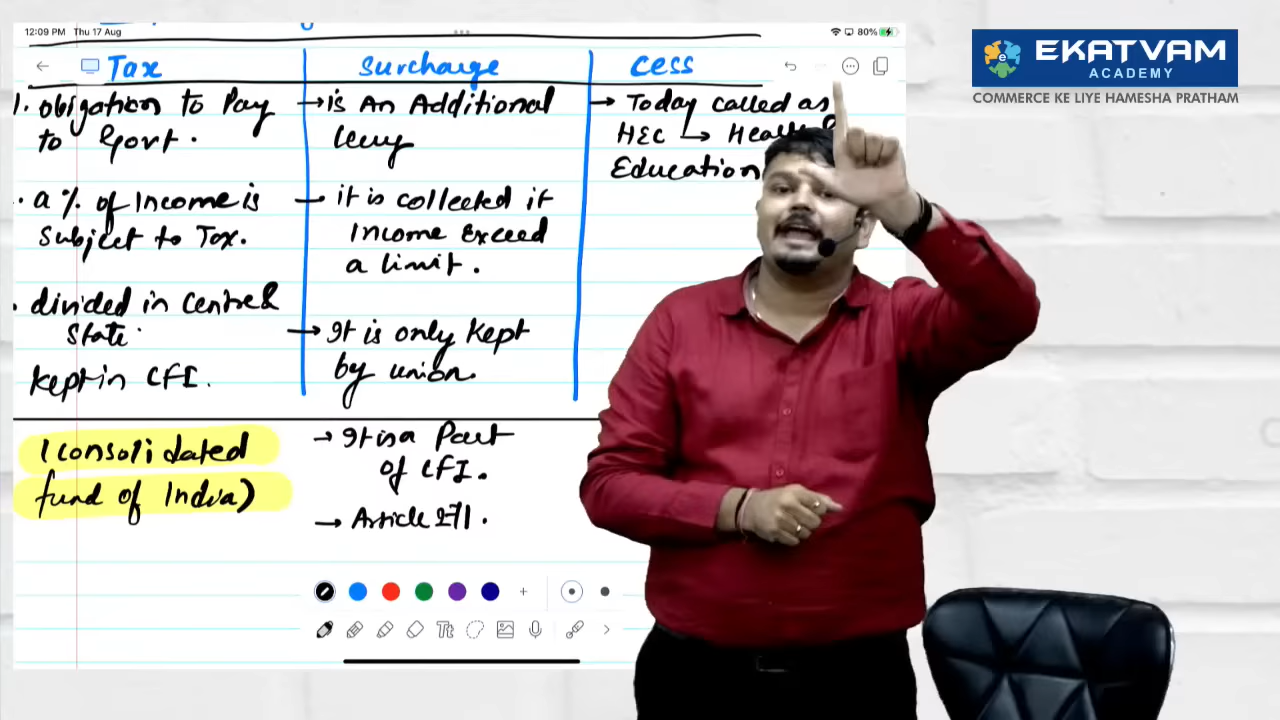 12:09 PM Thu 17 Aug
80%
EKATVAM
ACADEMY
COMMERCE KE LIYE HAMESHA PRATHAM
Tax
1. obligation to Pay
to Govt.
. a % of Income is
subject to Tax.
. divided in Centre &
State.
kept in CFI.
(Consolidated
fund of India)
Surcharge
→ is An Additional
levy
→ it is collected if
Income Exceed
a limit.
→ It is only kept
by union.
→ It is a Part
of CFI.
→ Article 271.
Cess
→ Today called as
HEC → Health &
Education
Tt